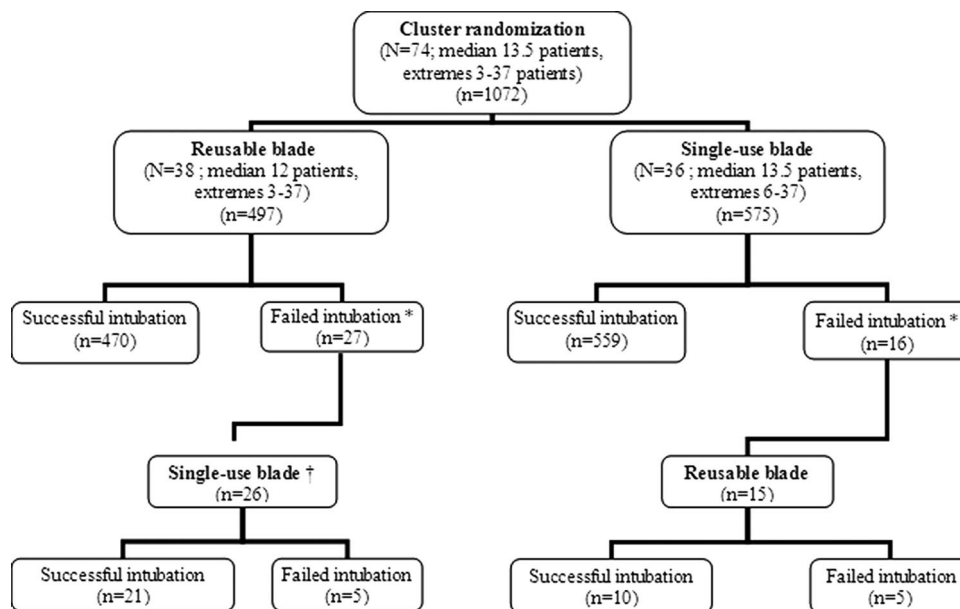 Cluster randomization
(N=74; median 13.5 patients,
extremes 3-37 patients)
(n=1072)
Reusable blade
(N=38 ; median 12 patients,
extremes 3-37)
(n=497)
Single-use blade
(N=36 ; median 13.5 patients,
extremes 6-37)
(n=575)
Successful intubation
(n=470)
Failed intubation *
(n=27)
Successful intubation
(n=559)
Failed intubation *
(n=16)
Single-use blade †
(n=26)
Reusable blade
(n=15)
Successful intubation
(n=21)
Failed intubation
(n=5)
Successful intubation
(n=10)
Failed intubation
(n=5)